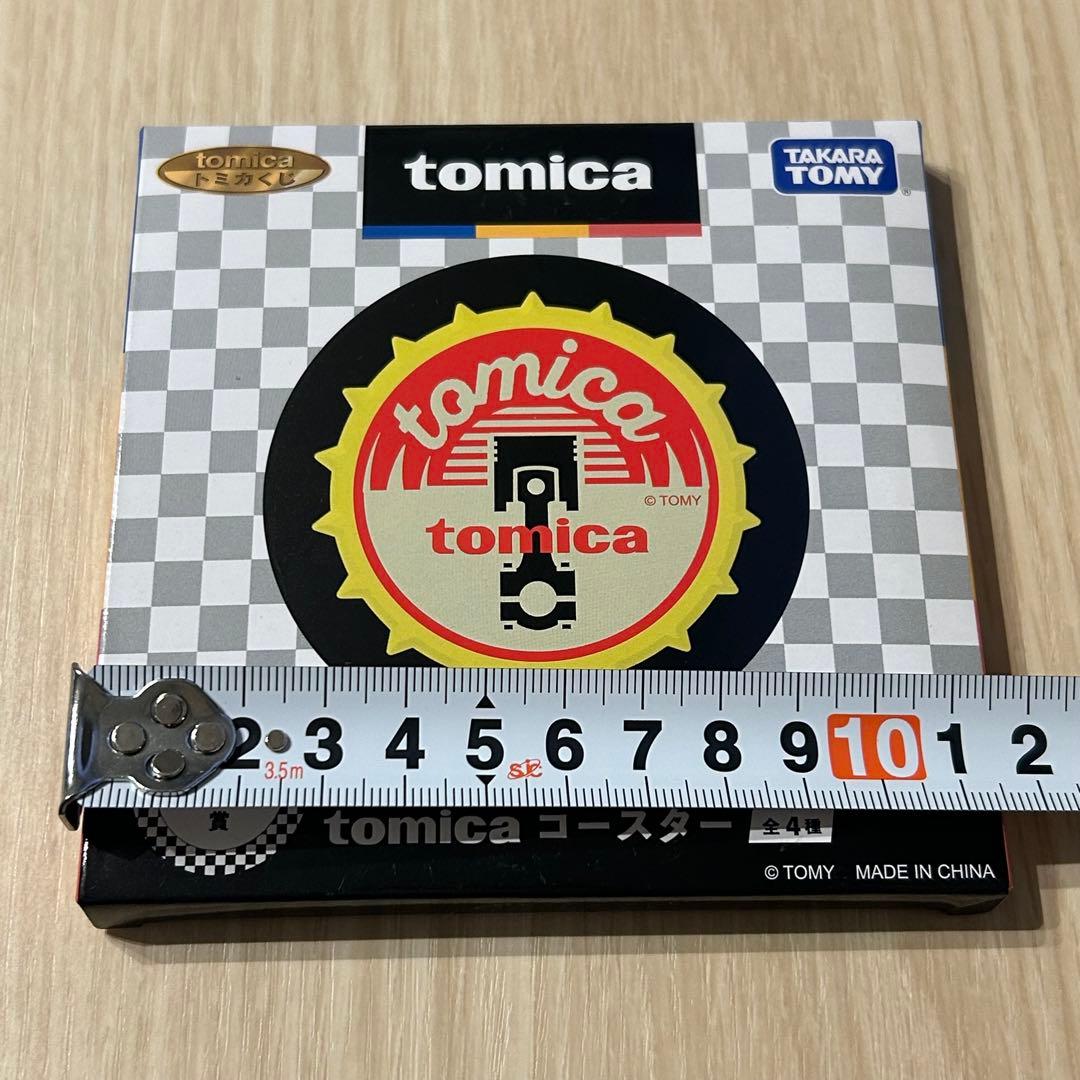 tomica
トミカくじ
tomica
TAKARA
TOMY
®
tomica
© TOMY
tomica
2 3 4 5 6 7 8 9 10 1 2
3.5m
賞
tomica コースター 全4種
© TOMY MADE IN CHINA